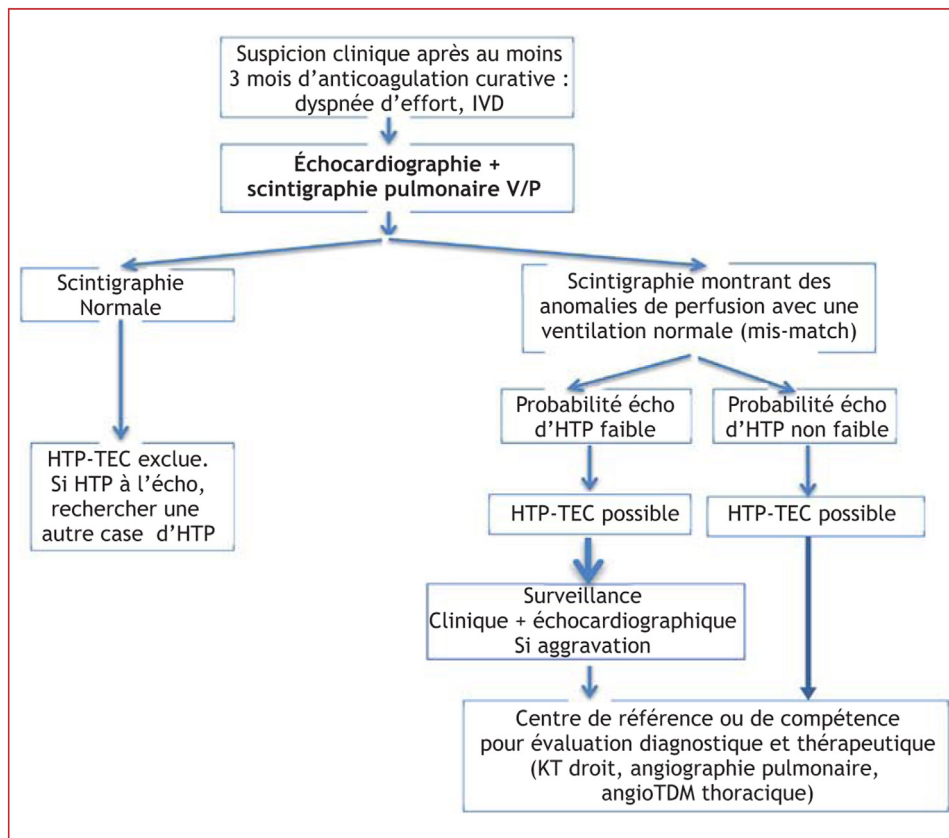 Suspicion clinique après au moins
3 mois d’anticoagulation curative :
dyspnée d’effort, IVD
Échocardiographie +
scintigraphie pulmonaire V/P
Scintigraphie
Normale
Scintigraphie montrant des
anomalies de perfusion avec une
ventilation normale (mis-match)
HTP-TEC exclue.
Si HTP à l’écho,
rechercher une
autre case d’HTP
Probabilité écho
d’HTP faible
Probabilité écho
d’HTP non faible
HTP-TEC possible
HTP-TEC possible
Surveillance
Clinique + échocardiographique
Si aggravation
Centre de référence ou de compétence
pour évaluation diagnostique et thérapeutique
(KT droit, angiographie pulmonaire,
angioTDM thoracique)